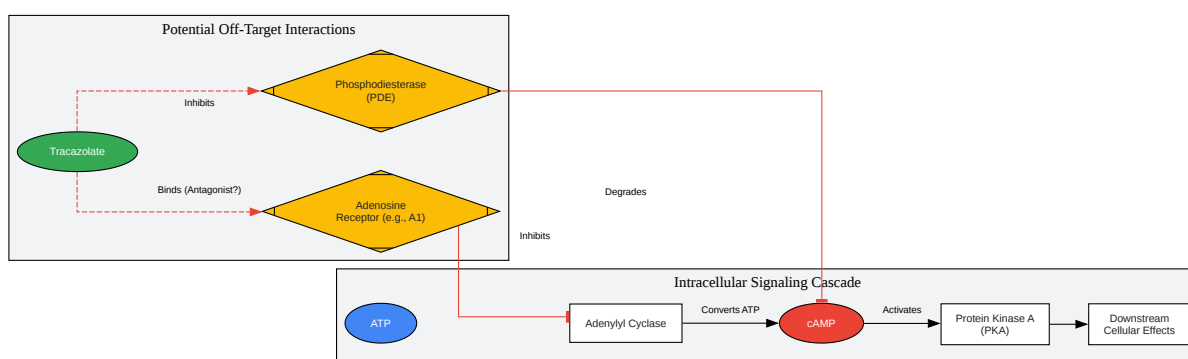 Potential Off-Target Interactions
Phosphodiesterase
(PDE)
Inhibits
Tracazolate
Binds (Antagonist?)
Adenosine
Receptor (e.g., A1)
Degrades
Inhibits
Intracellular Signaling Cascade
ATP
Adenylyl Cyclase
Converts ATP
cAMP
Activates
Protein Kinase A
(PKA)
Downstream
Cellular Effects